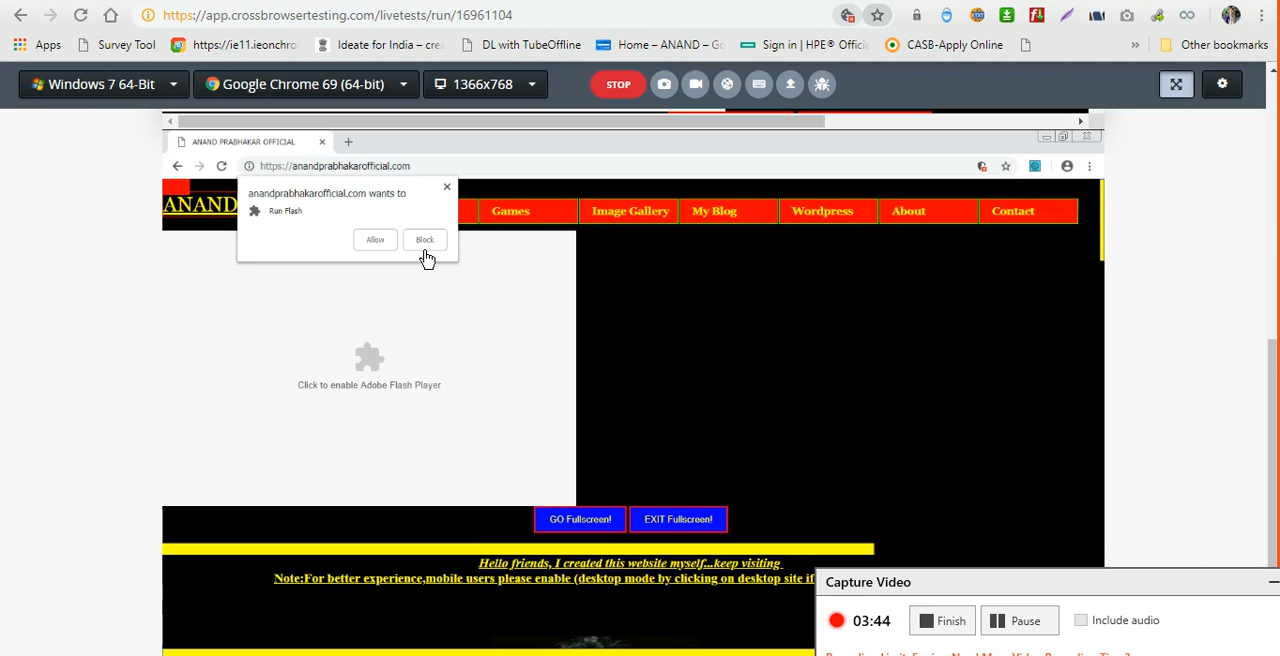 https://app.crossbrowsertesting.com/livetests/run/16961104
Apps Survey Tool https://ie11.ieonchro Ideate for India – crea DL with TubeOffline Home – ANAND – Go Sign in | HPE® Officia CASB-Apply Online » Other bookmarks
Windows 7 64-Bit Google Chrome 69 (64-bit) 1366x768 STOP
ANAND PRABHAKAR OFFICIAL
https://anandprabhakarofficial.com
anandprabhakarofficial.com wants to
Run Flash
Allow Block
ANAND Games Image Gallery My Blog Wordpress About Contact
Click to enable Adobe Flash Player
GO Fullscreen! EXIT Fullscreen!
Hello friends, I created this website myself...keep visiting
Note:For better experience,mobile users please enable (desktop mode by clicking on desktop site if
Capture Video
03:44 Finish Pause Include audio